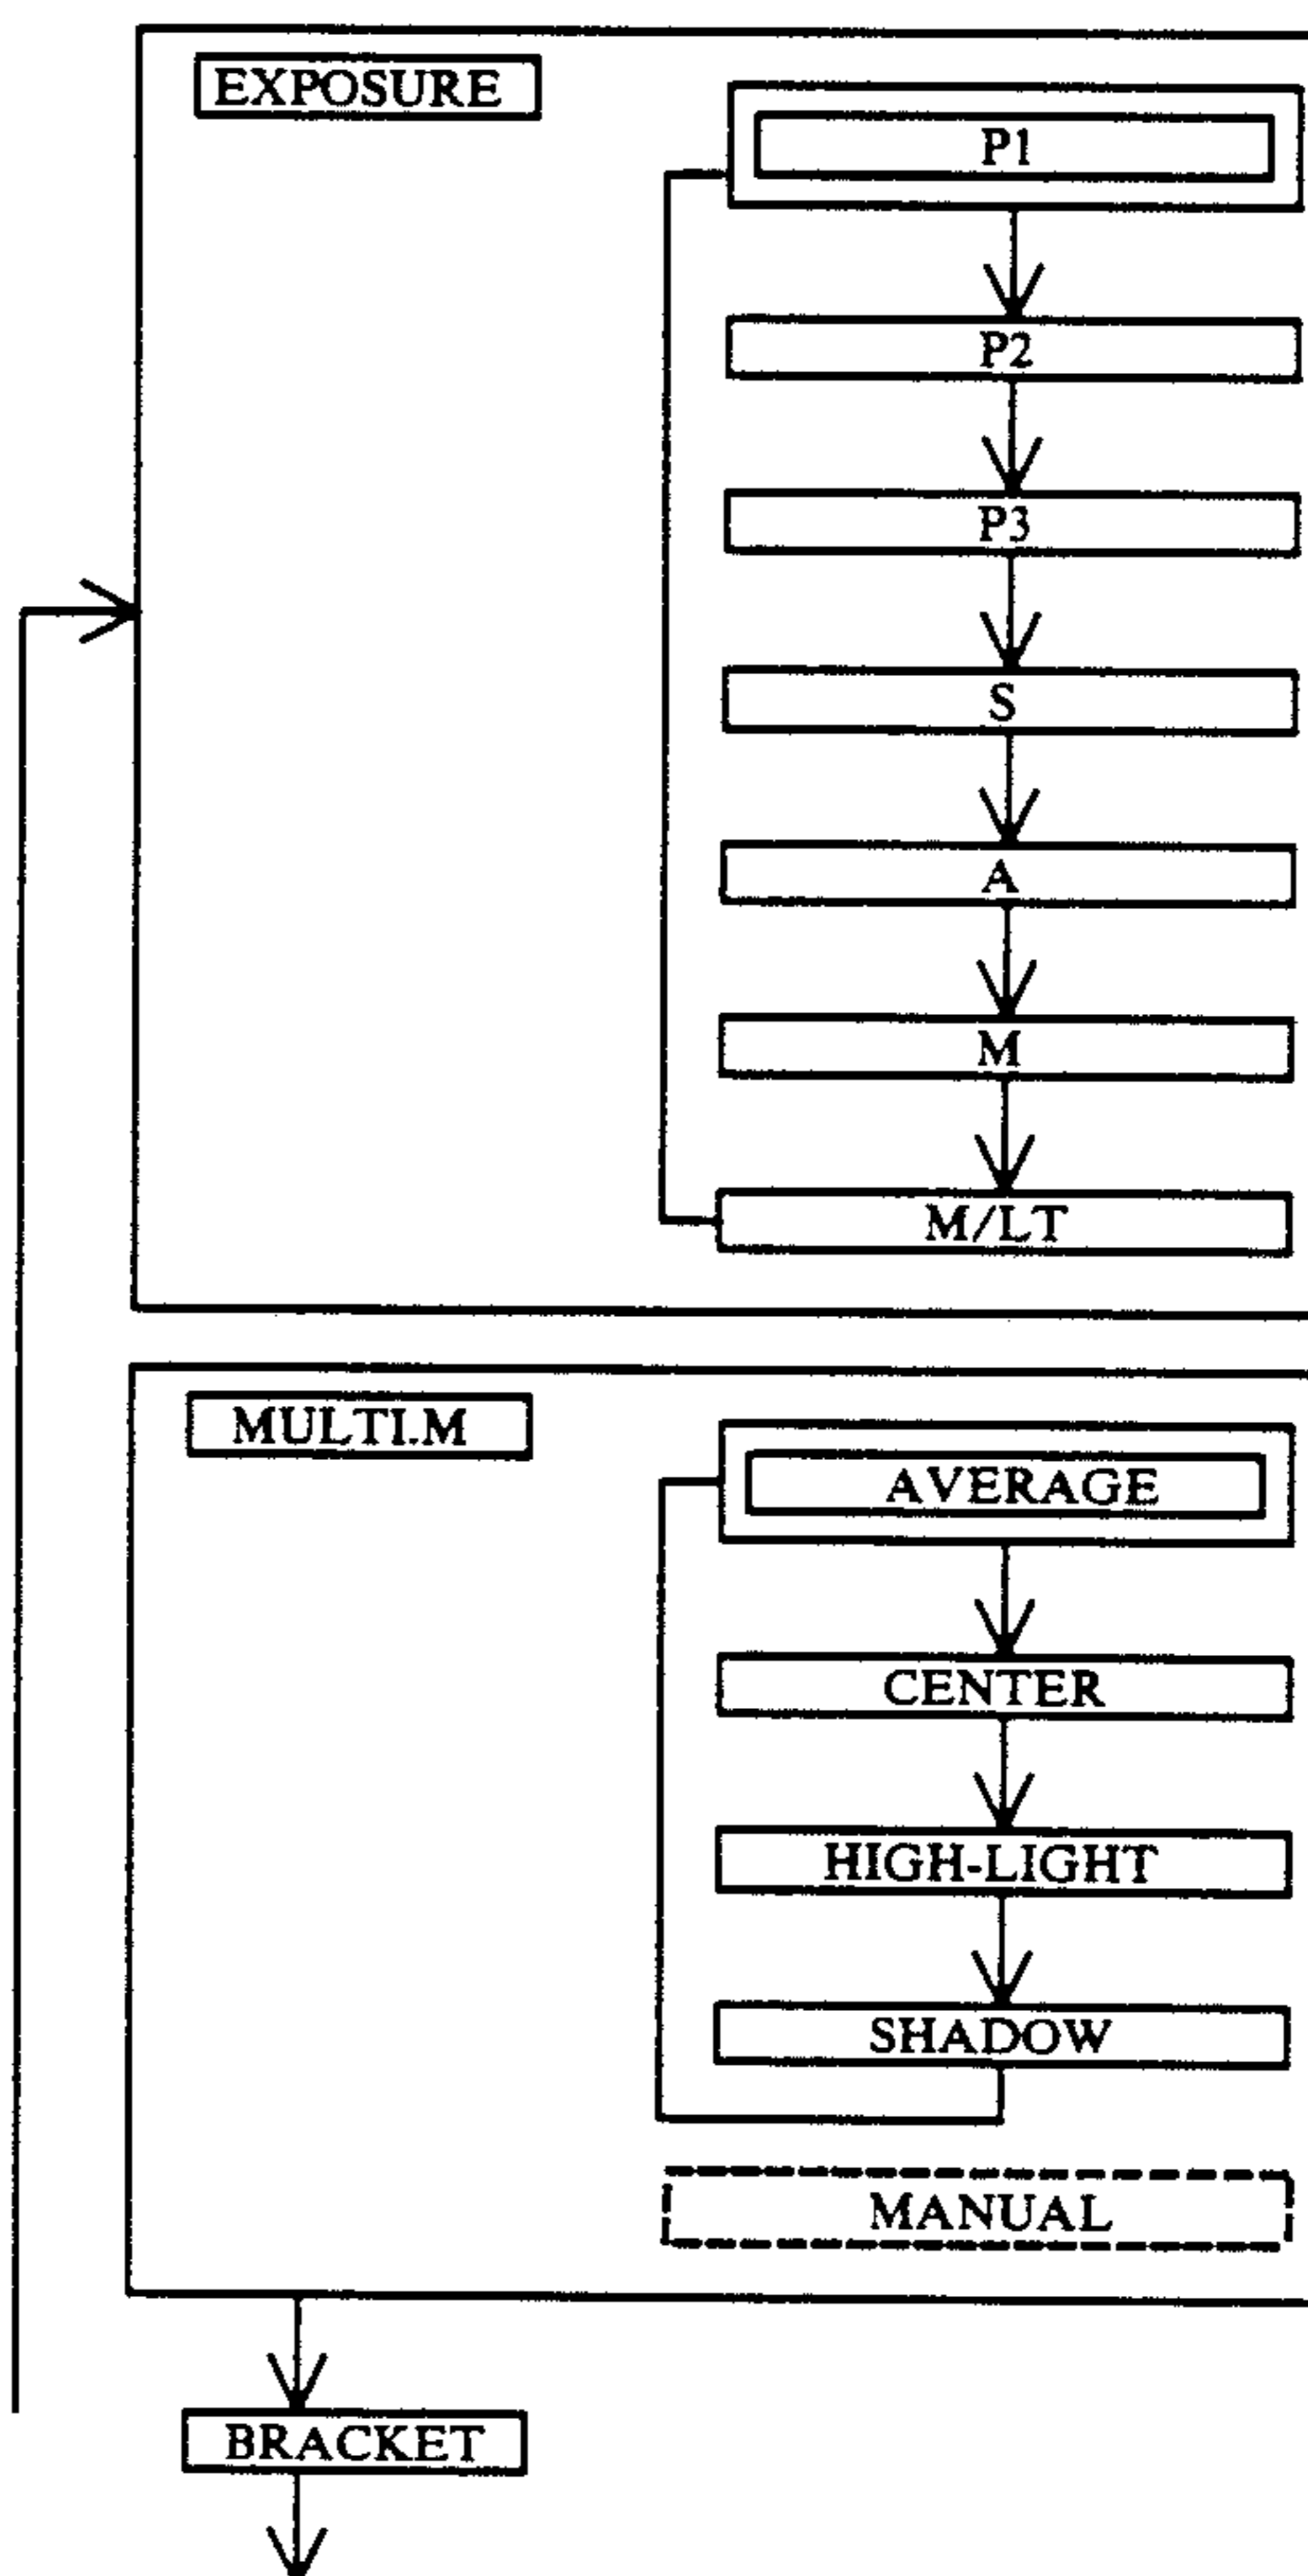 EXPOSURE
P1
P2
P3
S
A
M
M/LT
MULTI.M
AVERAGE
CENTER
HIGH-LIGHT
SHADOW
MANUAL
BRACKET